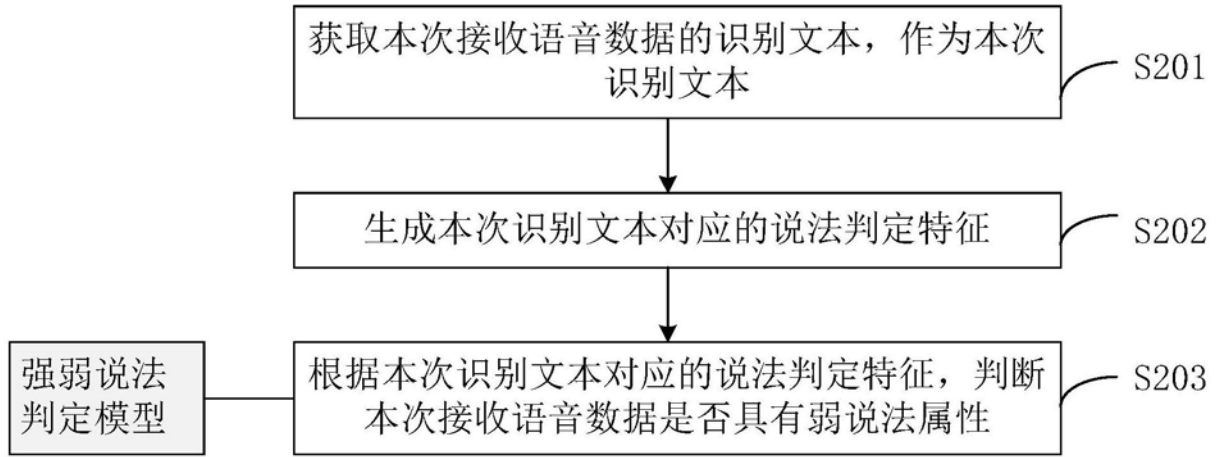 获取本次接收语音数据的识别文本，作为本次
识别文本
S201
生成本次识别文本对应的说法判定特征
S202
强弱说法
判定模型
根据本次识别文本对应的说法判定特征，判断
本次接收语音数据是否具有弱说法属性
S203